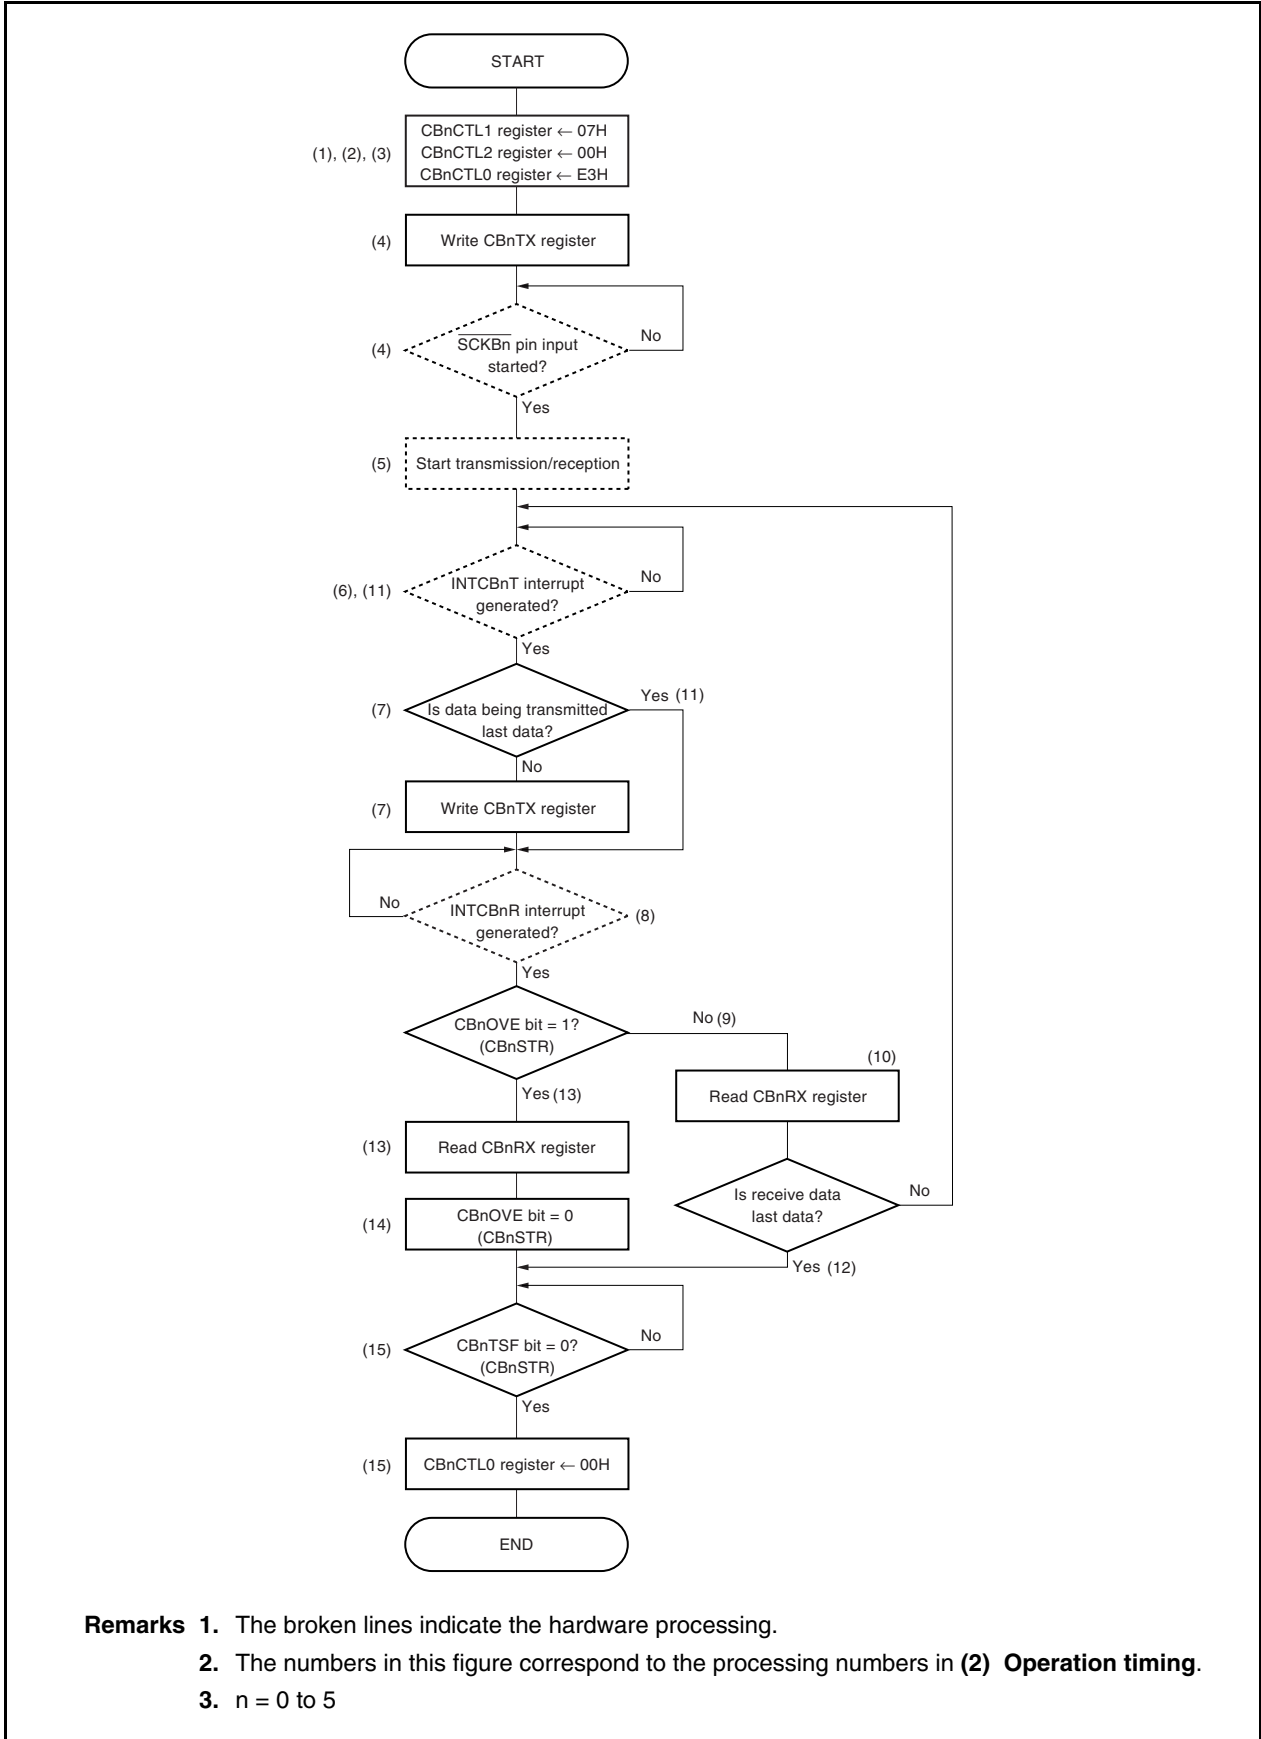 START
CBnCTL1 register ← 07H
(1), (2), (3)
CBnCTL2 register ← 00H
CBnCTL0 register ← E3H
(4)
Write CBnTX register
No
(4)
SCKBn pin input
started?
Yes
(5)
Start transmission/reception
No
(6), (11)
INTCBnT interrupt
generated?
Yes
Yes (11)
(7)
Is data being transmitted
last data?
No
(7)
Write CBnTX register
No
INTCBnR interrupt
generated?
(8)
Yes
CBnOVE bit = 1?
(CBnSTR)
No (9)
(10)
Read CBnRX register
Yes (13)
(13)
Read CBnRX register
Is receive data
last data?
No
(14)
CBnOVE bit = 0
(CBnSTR)
Yes (12)
No
(15)
CBnTSF bit = 0?
(CBnSTR)
Yes
(15)
CBnCTL0 register ← 00H
END
Remarks 1. The broken lines indicate the hardware processing.
2. The numbers in this figure correspond to the processing numbers in (2) Operation timing.
3. n = 0 to 5